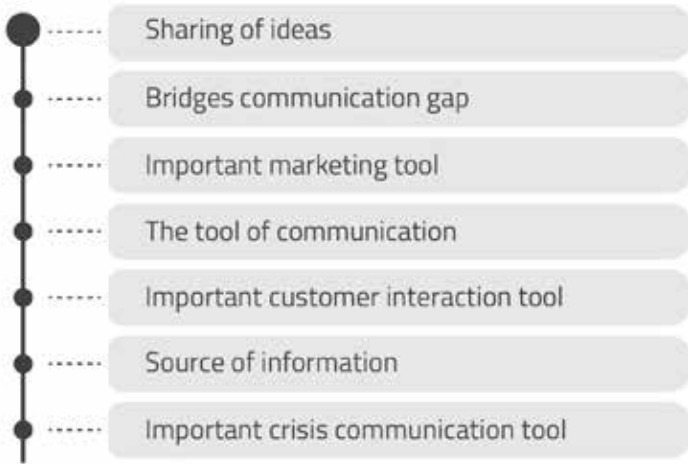 Sharing of ideas
Bridges communication gap
Important marketing tool
The tool of communication
Important customer interaction tool
Source of information
Important crisis communication tool